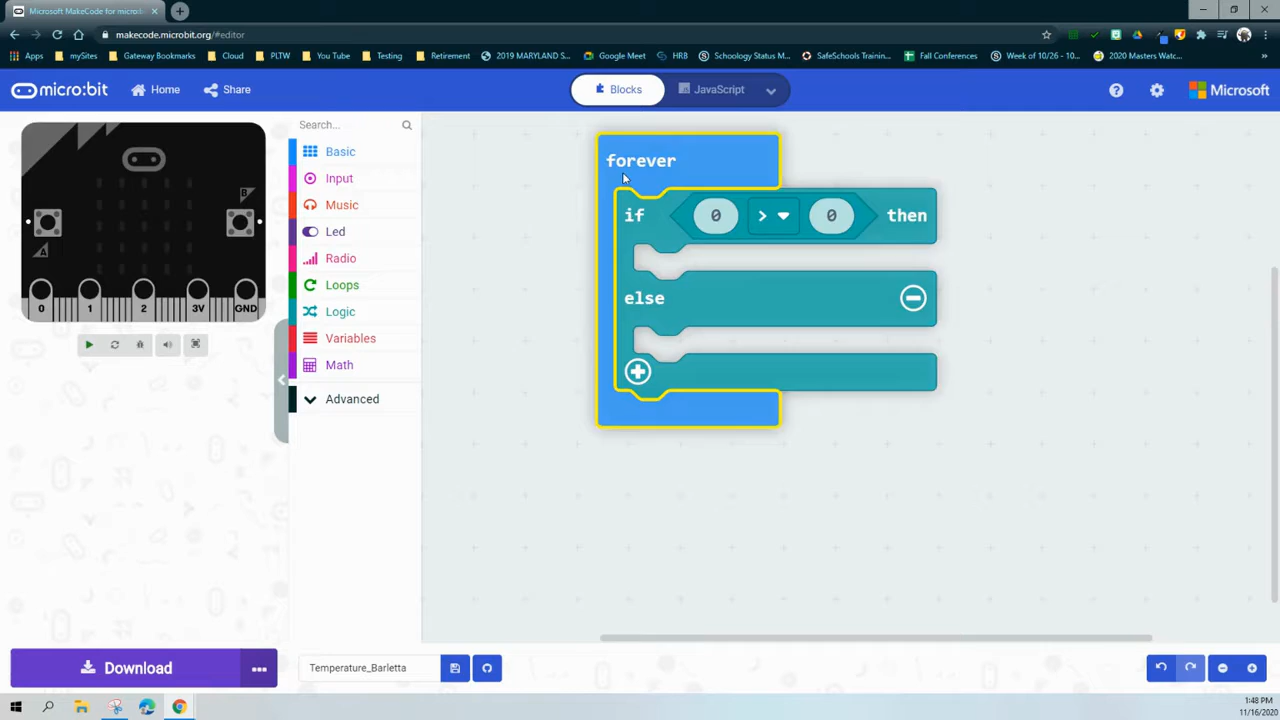 Microsoft MakeCode for micro:bit
makecode.microbit.org/#editor
Apps
mySites
Gateway Bookmarks
Cloud
PLTW
You Tube
Testing
Retirement
2019 MARYLAND S...
Google Meet
HRB
Schoology Status M...
SafeSchools Training...
Fall Conferences
Week of 10/26 - 10...
2020 Masters Watc...
micro:bit
Home
Share
Blocks
JavaScript
Microsoft
Search...
Basic
Input
Music
Led
Radio
Loops
Logic
Variables
Math
Advanced
A
B
0 1 2 3V GND
forever
if 0 > 0 then
else
Download
Temperature_Barletta
1:48 PM
11/16/2020